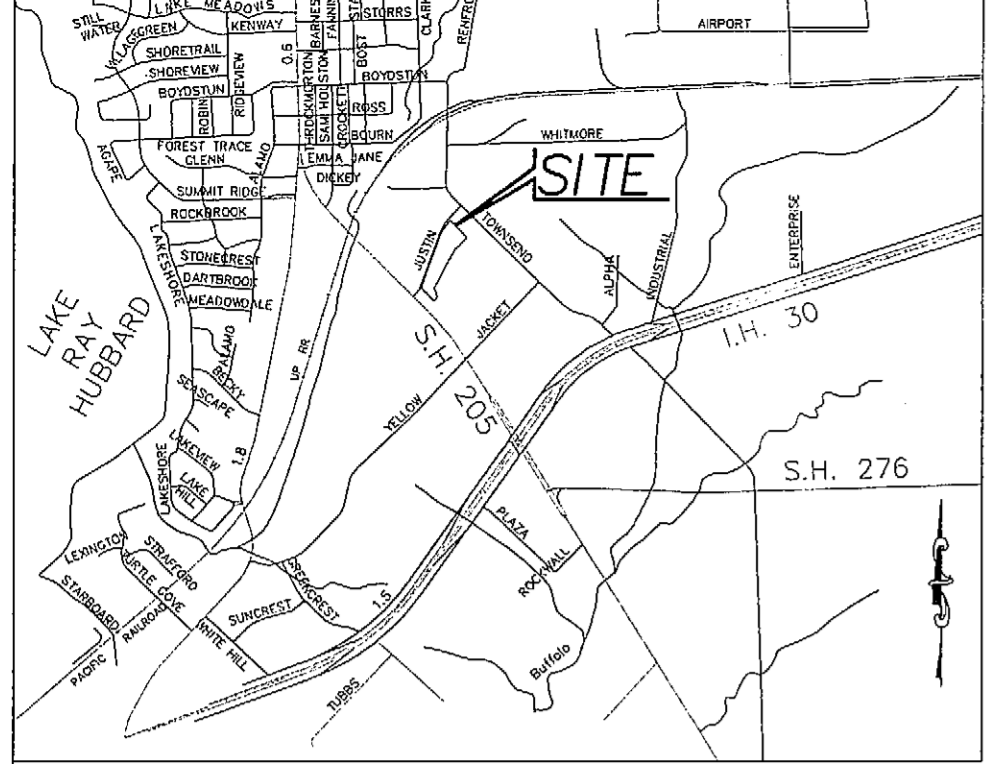 LAKE MEADOWS
STILL WATER
VILLAGEGREEN
KENWAY
SHORETRAIL
SHOREVIEW
BOYDSTUN
ROBIN
RIDGEVIEW
0.6
BARNES
FANNIN
STORRS
CLARK
BOST
BOYDSTUN
THROCKMORTON
SAM HOUSTON
CROCKETT
ROSS
BOURN
EMMA JANE
DICKEY
AIRPORT
WHITMORE
SITE
AGAPE
FOREST TRACE
GLENN
ALAMO
SUMMIT RIDGE
ROCKBROOK
LAKESHORE
STONECREST
DARTBROOK
MEADOWDALE
JUSTIN
TOWNSEND
ALPHA
INDUSTRIAL
ENTERPRISE
LAKE
RAY
HUBBARD
ALAMO
BECKY
SEASCAPE
UP RR
S.H. 205
YELLOW JACKET
I.H. 30
LAKEVIEW
LAKE HILL
LAKESHORE
1.8
S.H. 276
PLAZA
ROCKWALL
LEXINGTON
STRAFFORD
TURTLE COVE
STARBOARD
PACIFIC RAILROAD
GREENCREST
SUNCREST
WHITE HILL
1.5
TUBBS
Buffalo